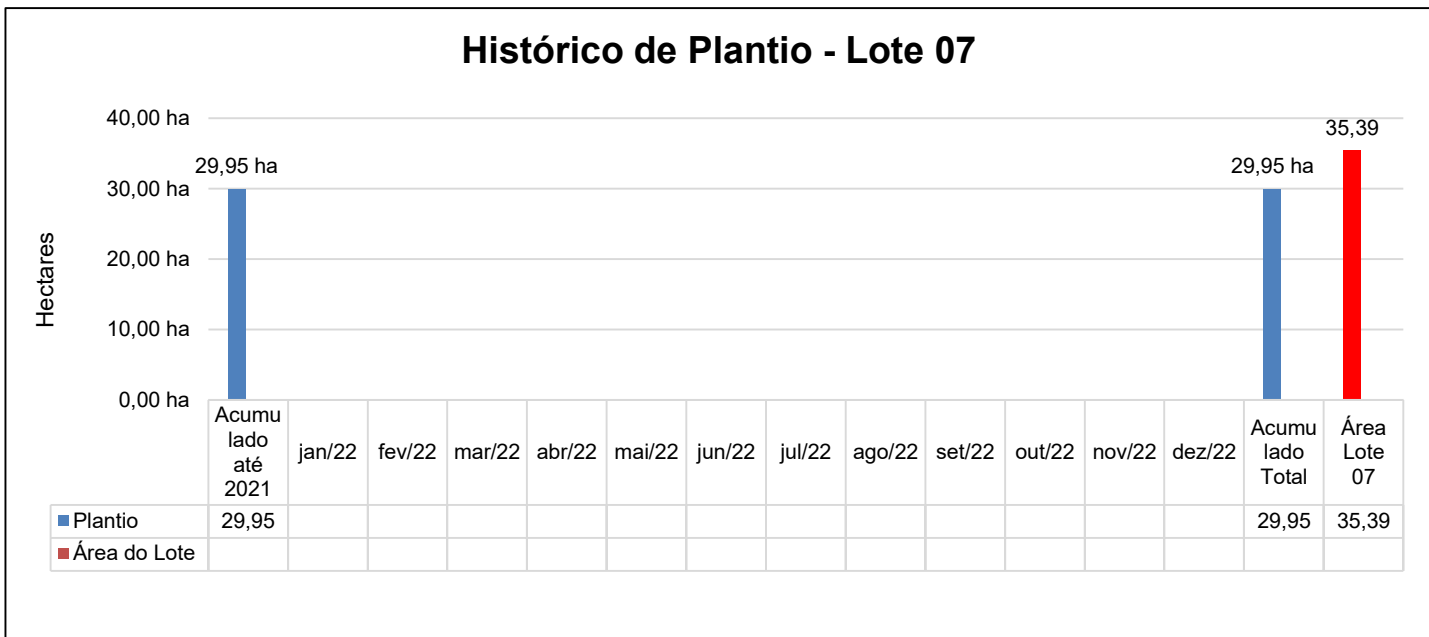 Histórico de Plantio - Lote 07
40,00 ha
30,00 ha
20,00 ha
10,00 ha
0,00 ha
Hectares
29,95 ha
29,95 ha
35,39
Acumu
lado
até
2021
jan/22 fev/22 mar/22 abr/22 mai/22 jun/22 jul/22 ago/22 set/22 out/22 nov/22 dez/22
Acumu
lado
Total
Área
Lote
07
Plantio 29,95 29,95 35,39
Área do Lote